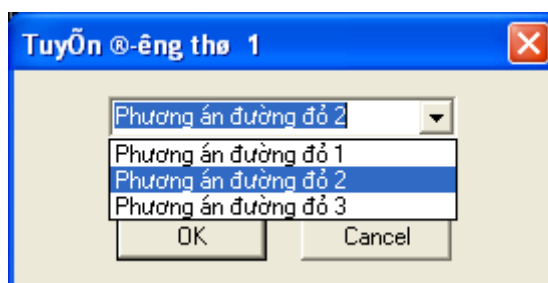 TuyÕn ®-êng thø 1
Phương án đường đỏ 2
Phương án đường đỏ 1
Phương án đường đỏ 2
Phương án đường đỏ 3
OK Cancel